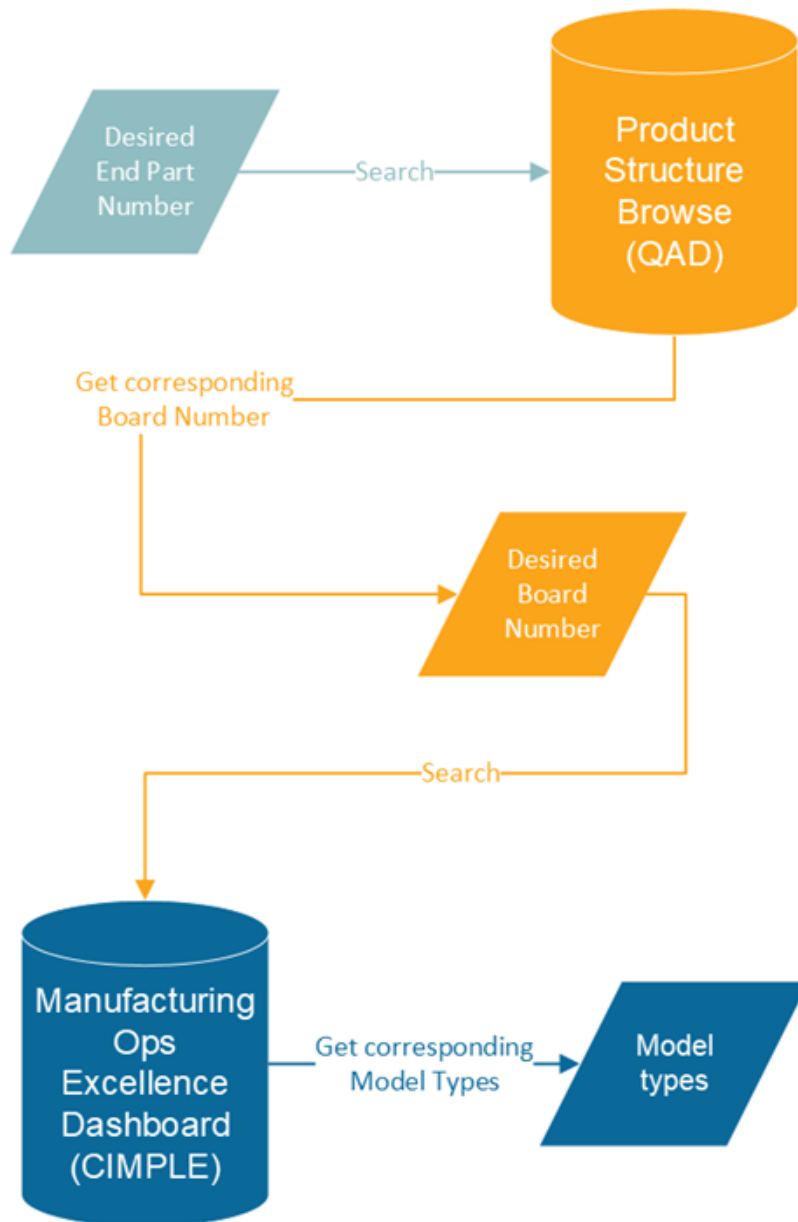 Desired
End Part
Number
Search
Product
Structure
Browse
(QAD)
Get corresponding
Board Number
Desired
Board
Number
Search
Manufacturing
Ops
Excellence
Dashboard
(CIMPLE)
Get corresponding
Model Types
Model
types